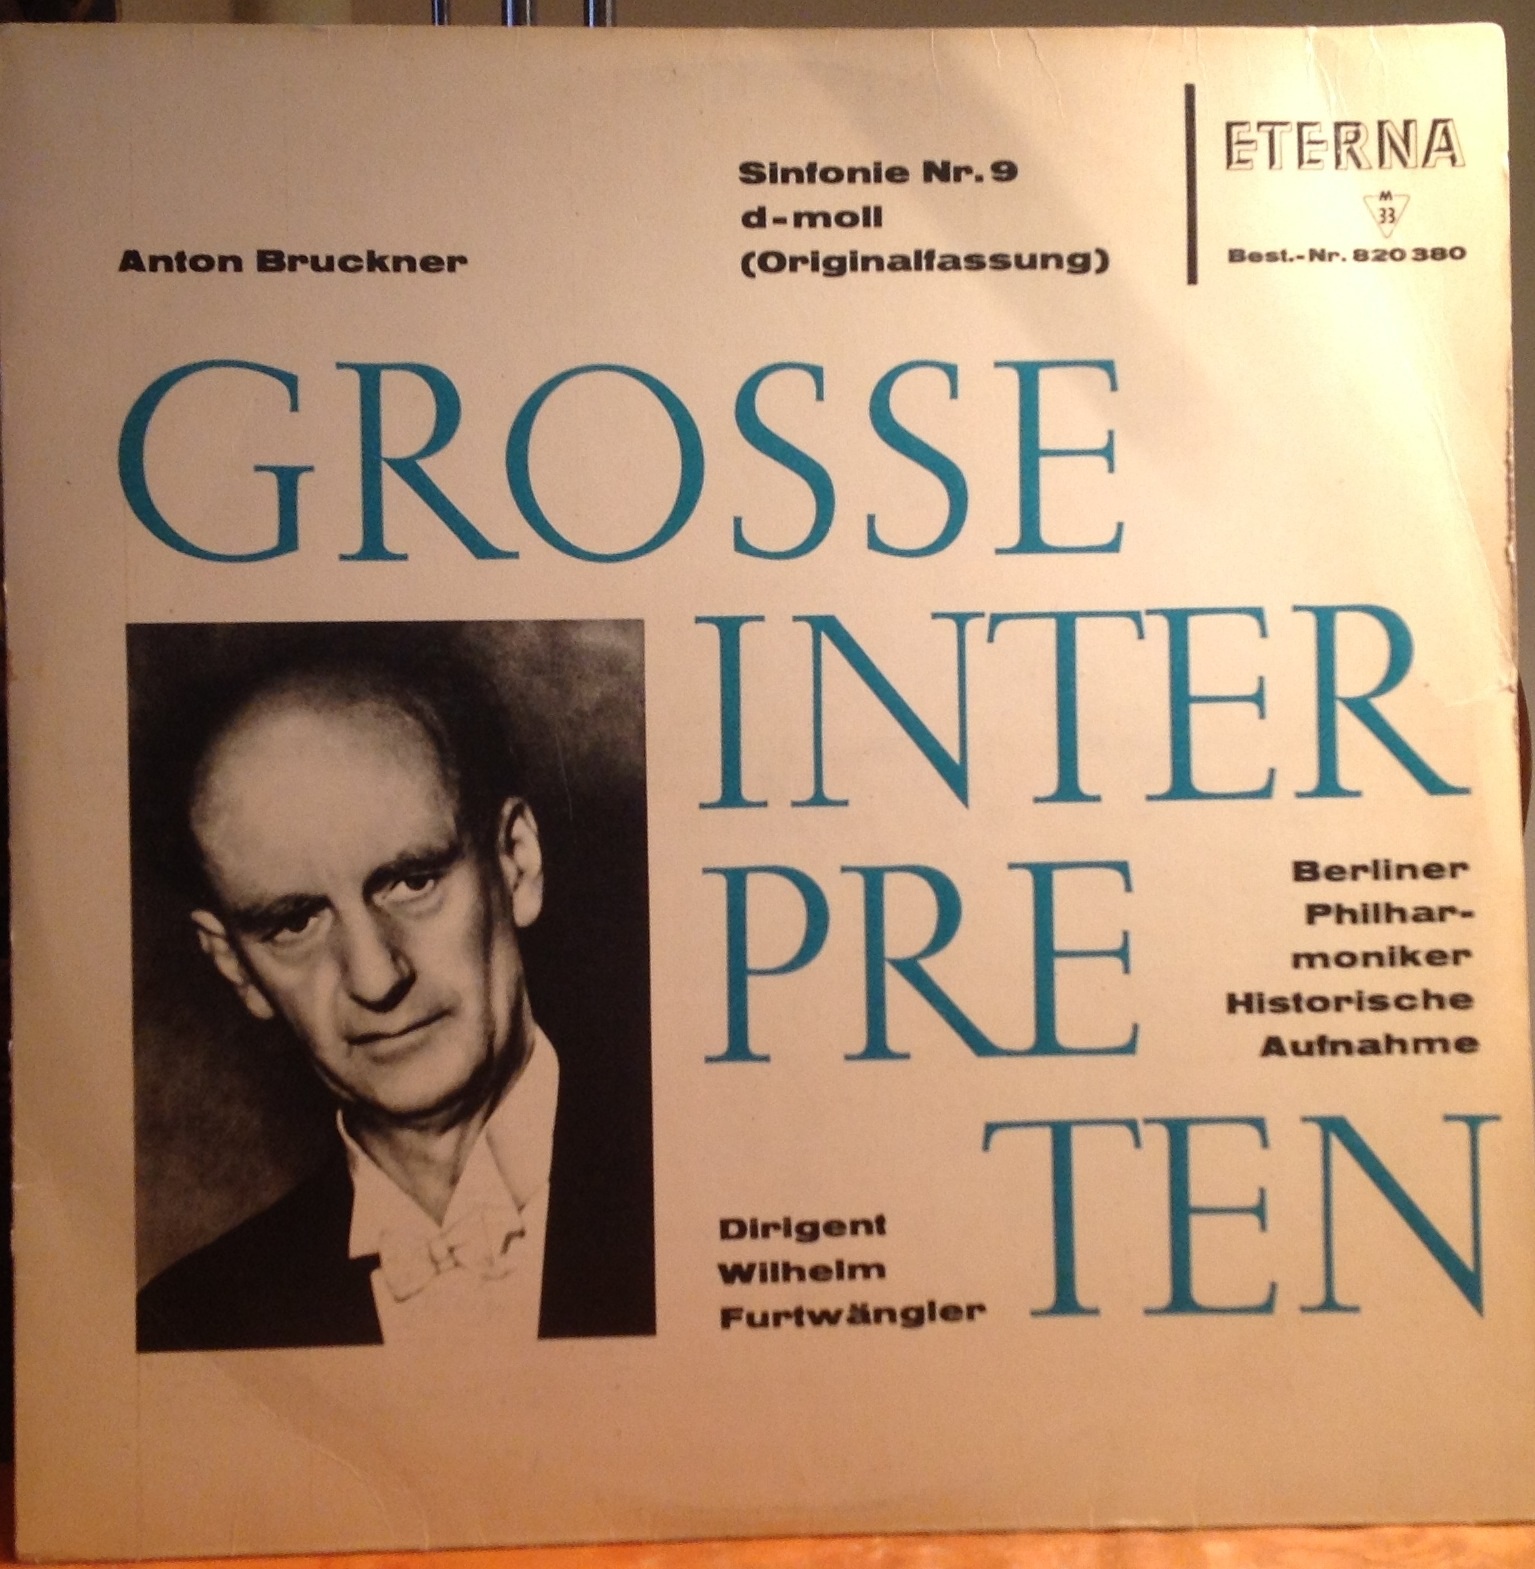 Anton Bruckner
Sinfonie Nr. 9
d-moll
(Originalfassung)
ETERNA
M
33
Best.-Nr. 820 380
GROSSE
INTER
PRE
TEN
Berliner
Philhar-
moniker
Historische
Aufnahme
Dirigent
Wilhelm
Furtwängler